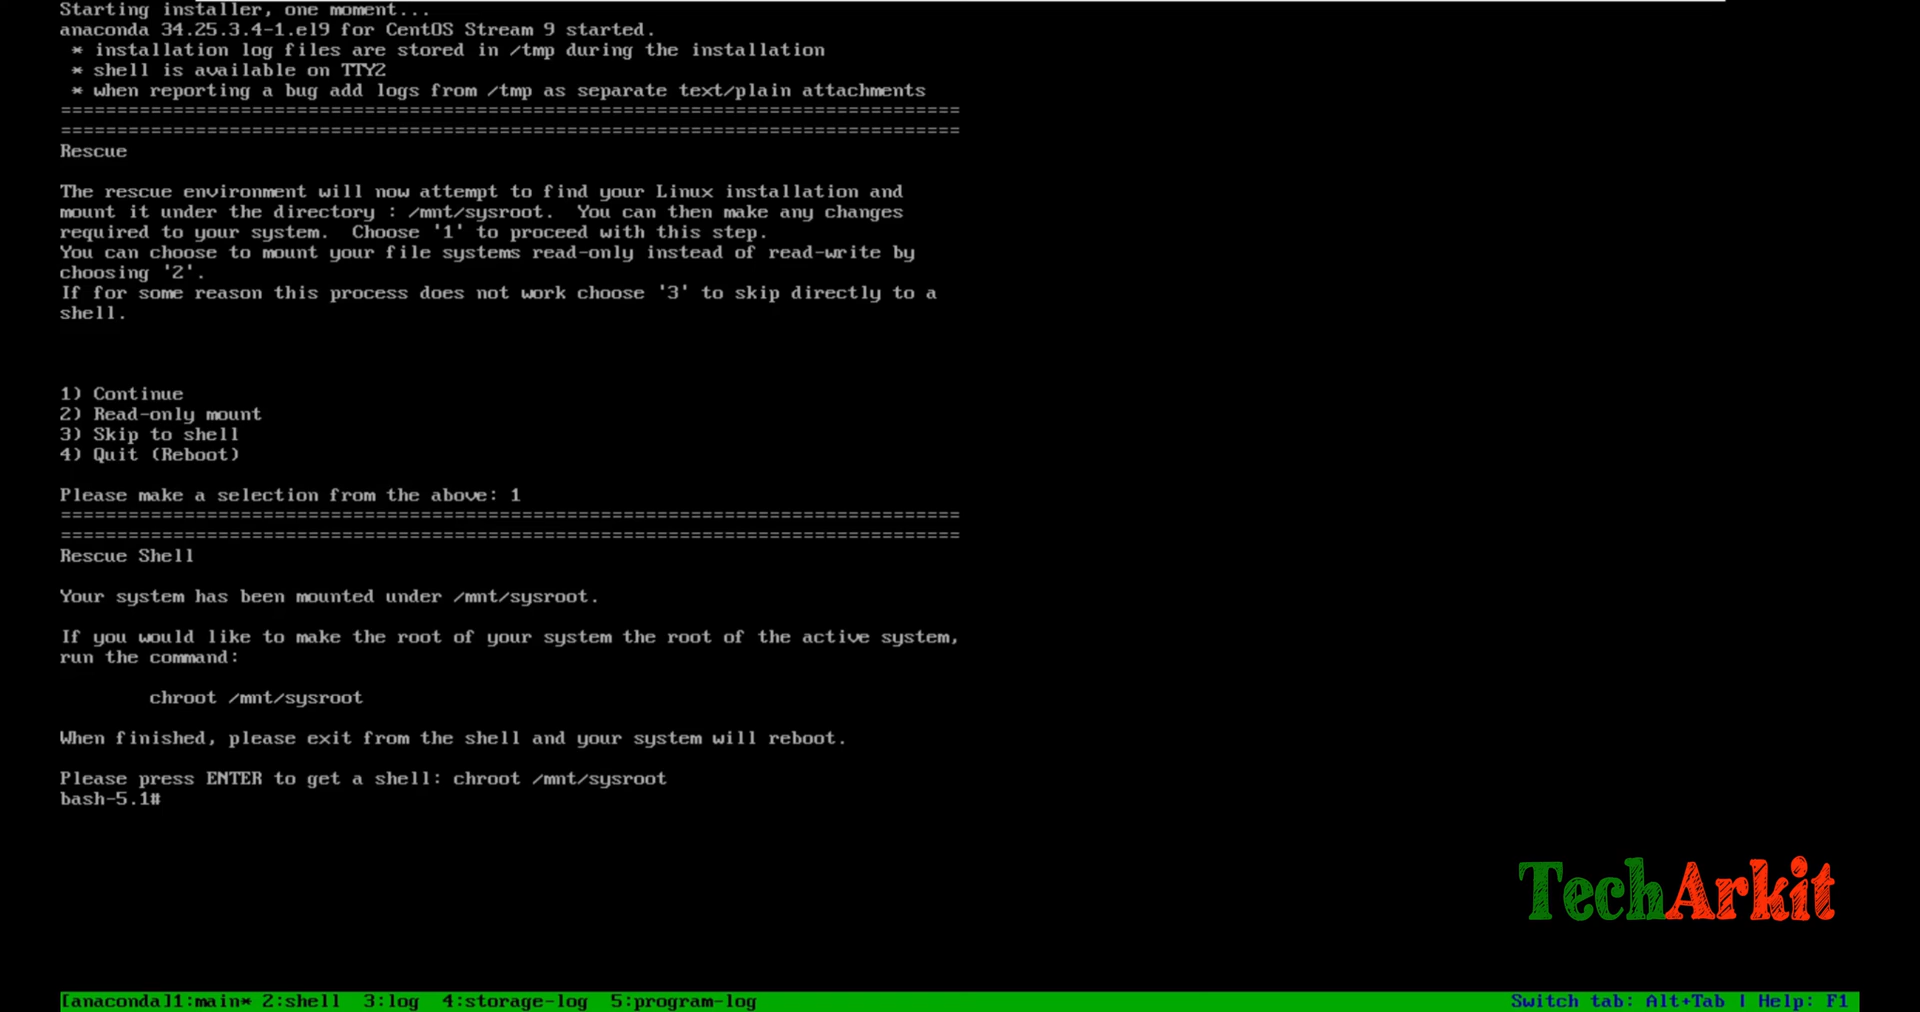 Starting installer, one moment...
anaconda 34.25.3.4-1.el9 for CentOS Stream 9 started.
 * installation log files are stored in /tmp during the installation
 * shell is available on TTY2
 * when reporting a bug add logs from /tmp as separate text/plain attachments
================================================================================
================================================================================
Rescue

The rescue environment will now attempt to find your Linux installation and
mount it under the directory : /mnt/sysroot.  You can then make any changes
required to your system.  Choose '1' to proceed with this step.
You can choose to mount your file systems read-only instead of read-write by
choosing '2'.
If for some reason this process does not work choose '3' to skip directly to a
shell.

1) Continue
2) Read-only mount
3) Skip to shell
4) Quit (Reboot)

Please make a selection from the above: 1
================================================================================
================================================================================
Rescue Shell

Your system has been mounted under /mnt/sysroot.

If you would like to make the root of your system the root of the active system,
run the command:

        chroot /mnt/sysroot

When finished, please exit from the shell and your system will reboot.

Please press ENTER to get a shell: chroot /mnt/sysroot
bash-5.1#
TechArkit
[anaconda]1:main* 2:shell  3:log  4:storage-log  5:program-log Switch tab: Alt+Tab | Help: F1